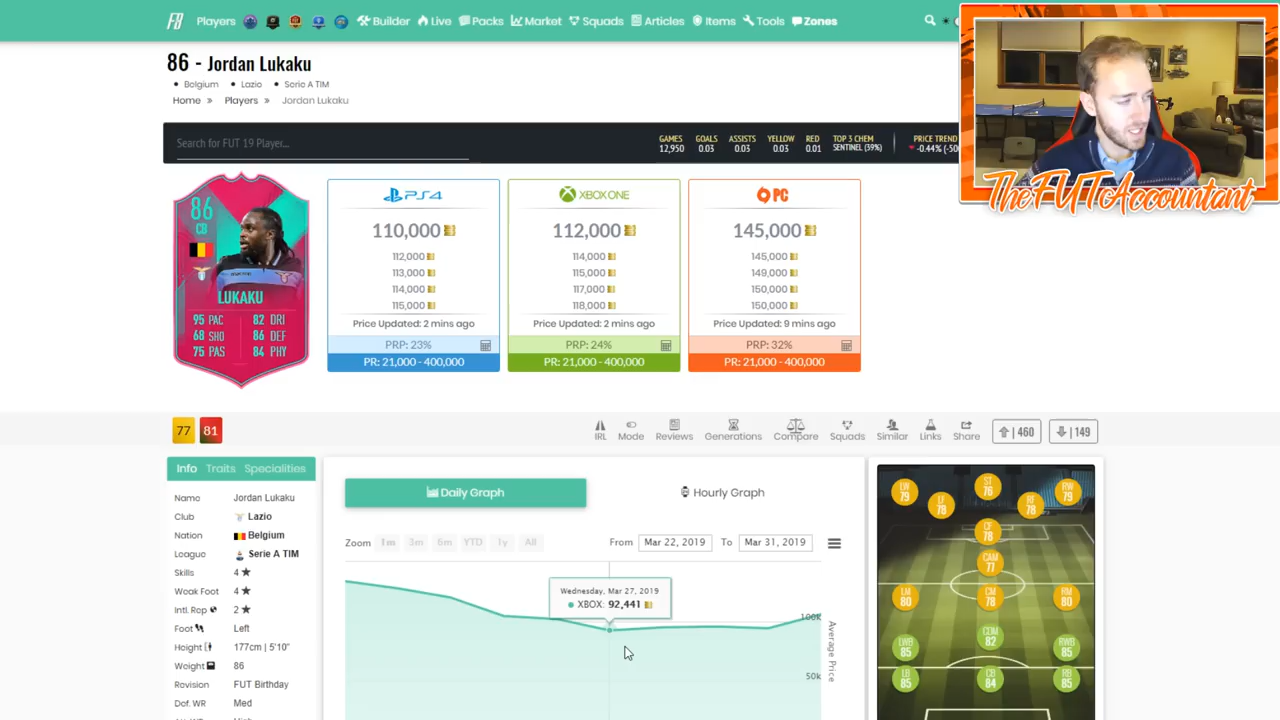 F8 Players Builder Live Packs Market Squads Articles Items Tools Zones
86 - Jordan Lukaku
Belgium Lazio Serie A TIM
Home » Players » Jordan Lukaku
Search for FUT 19 Player...
GAMES GOALS ASSISTS YELLOW RED TOP 3 CHEM PRICE TREND
12,950 0.03 0.03 0.03 0.01 SENTINEL (39%) -0.44% (-50
TheFUTAccountant
86
CB
LUKAKU
95 PAC 82 DRI
68 SHO 86 DEF
75 PAS 84 PHY
PS4
110,000
112,000
113,000
114,000
115,000
Price Updated: 2 mins ago
PRP: 23%
PR: 21,000 - 400,000
XBOX ONE
112,000
114,000
115,000
117,000
118,000
Price Updated: 2 mins ago
PRP: 24%
PR: 21,000 - 400,000
PC
145,000
145,000
149,000
150,000
150,000
Price Updated: 9 mins ago
PRP: 32%
PR: 21,000 - 400,000
77 81
IRL Mode Reviews Generations Compare Squads Similar Links Share 460 149
Info Traits Specialities
Name Jordan Lukaku
Club Lazio
Nation Belgium
League Serie A TIM
Skills 4
Weak Foot 4
Intl. Rep 2
Foot Left
Height 177cm | 5'10"
Weight 86
Revision FUT Birthday
Def. WR Med
Daily Graph Hourly Graph
Zoom 1m 3m 6m YTD 1y All From Mar 22, 2019 To Mar 31, 2019
Wednesday, Mar 27, 2019
XBOX: 92,441
100K
50k
Average Price
LW 79
ST 76
RW 79
LF 78
RF 78
CF 78
CAM 77
LM 80
CM 78
RM 80
LWB 85
CDM 82
RWB 85
LB 85
CB 84
RB 85